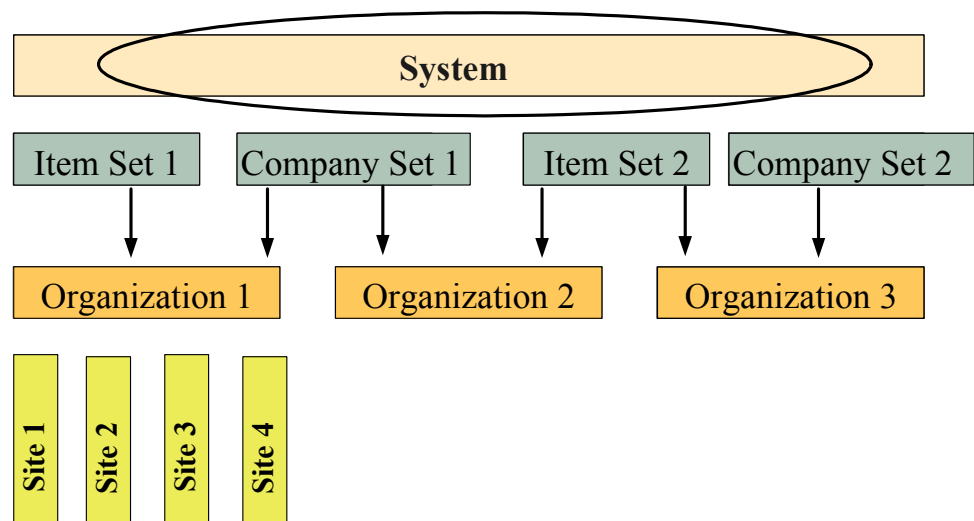 System
Item Set 1
Company Set 1
Item Set 2
Company Set 2
Organization 1
Organization 2
Organization 3
Site 1
Site 2
Site 3
Site 4